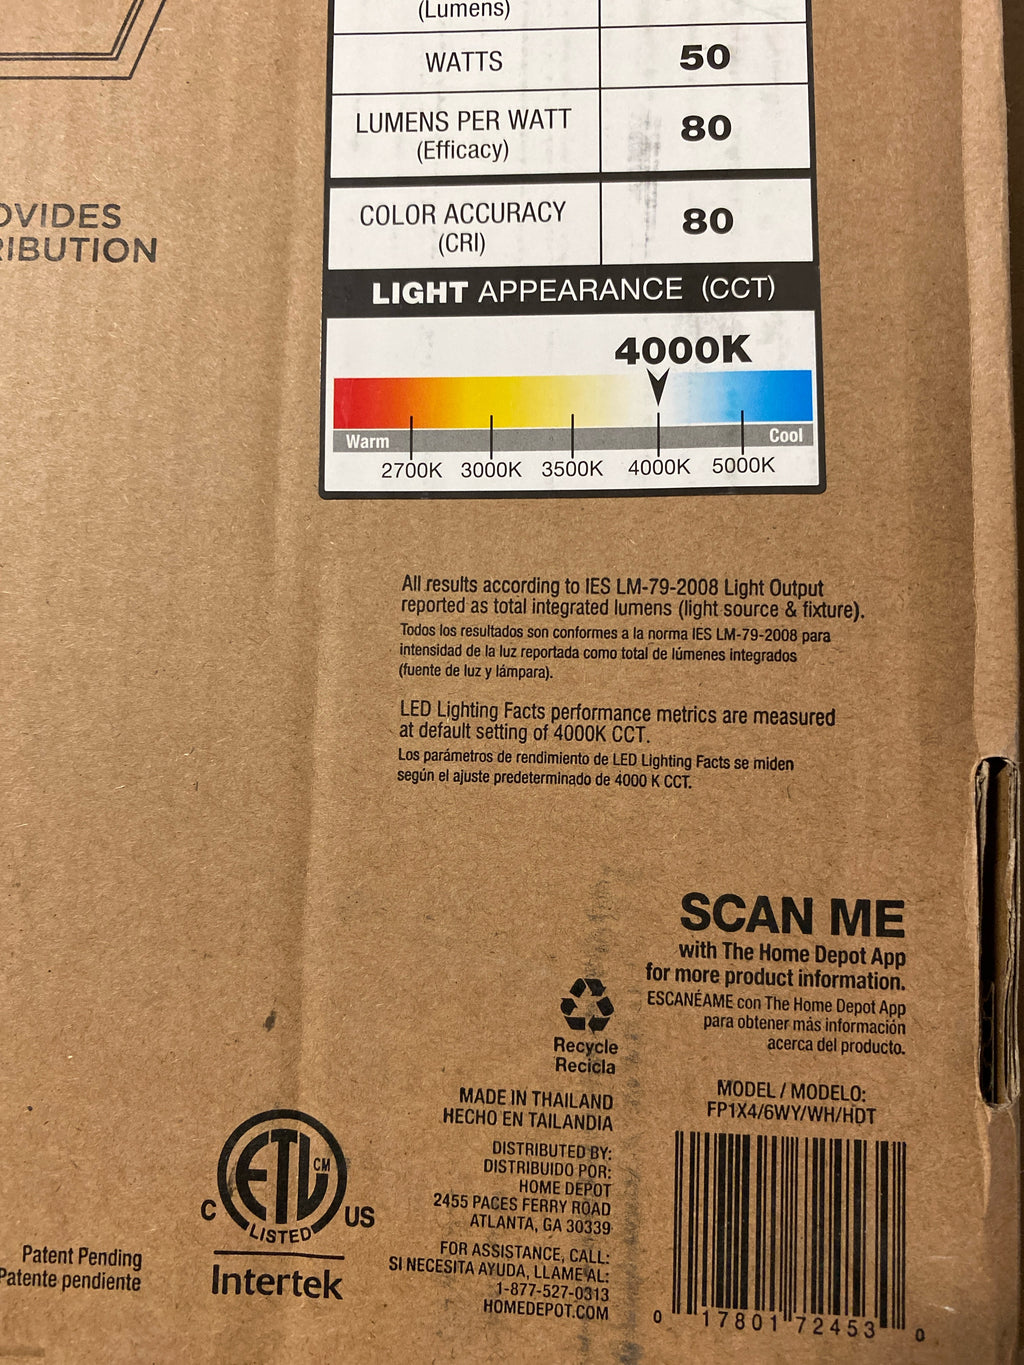 (Lumens)
WATTS 50
LUMENS PER WATT
(Efficacy)
80
COLOR ACCURACY
(CRI)
80
LIGHT APPEARANCE (CCT)
4000K
Warm Cool
2700K 3000K 3500K 4000K 5000K
All results according to IES LM-79-2008 Light Output
reported as total integrated lumens (light source & fixture).
Todos los resultados son conformes a la norma IES LM-79-2008 para
intensidad de la luz reportada como total de lúmenes integrados
(fuente de luz y lámpara).
LED Lighting Facts performance metrics are measured
at default setting of 4000K CCT.
Los parámetros de rendimiento de LED Lighting Facts se miden
según el ajuste predeterminado de 4000 K CCT.
SCAN ME
with The Home Depot App
for more product information.
ESCANÉAME con The Home Depot App
para obtener más información
acerca del producto.
Recycle
Recicla
MADE IN THAILAND
HECHO EN TAILANDIA
DISTRIBUTED BY:
DISTRIBUIDO POR:
HOME DEPOT
2455 PACES FERRY ROAD
ATLANTA, GA 30339
FOR ASSISTANCE, CALL:
SI NECESITA AYUDA, LLAME AL:
1-877-527-0313
HOMEDEPOT.COM
MODEL / MODELO:
FP1X4/6WY/WH/HDT
0 17801 72453 0
ETL CM
C LISTED US
Intertek
Patent Pending
Patente pendiente